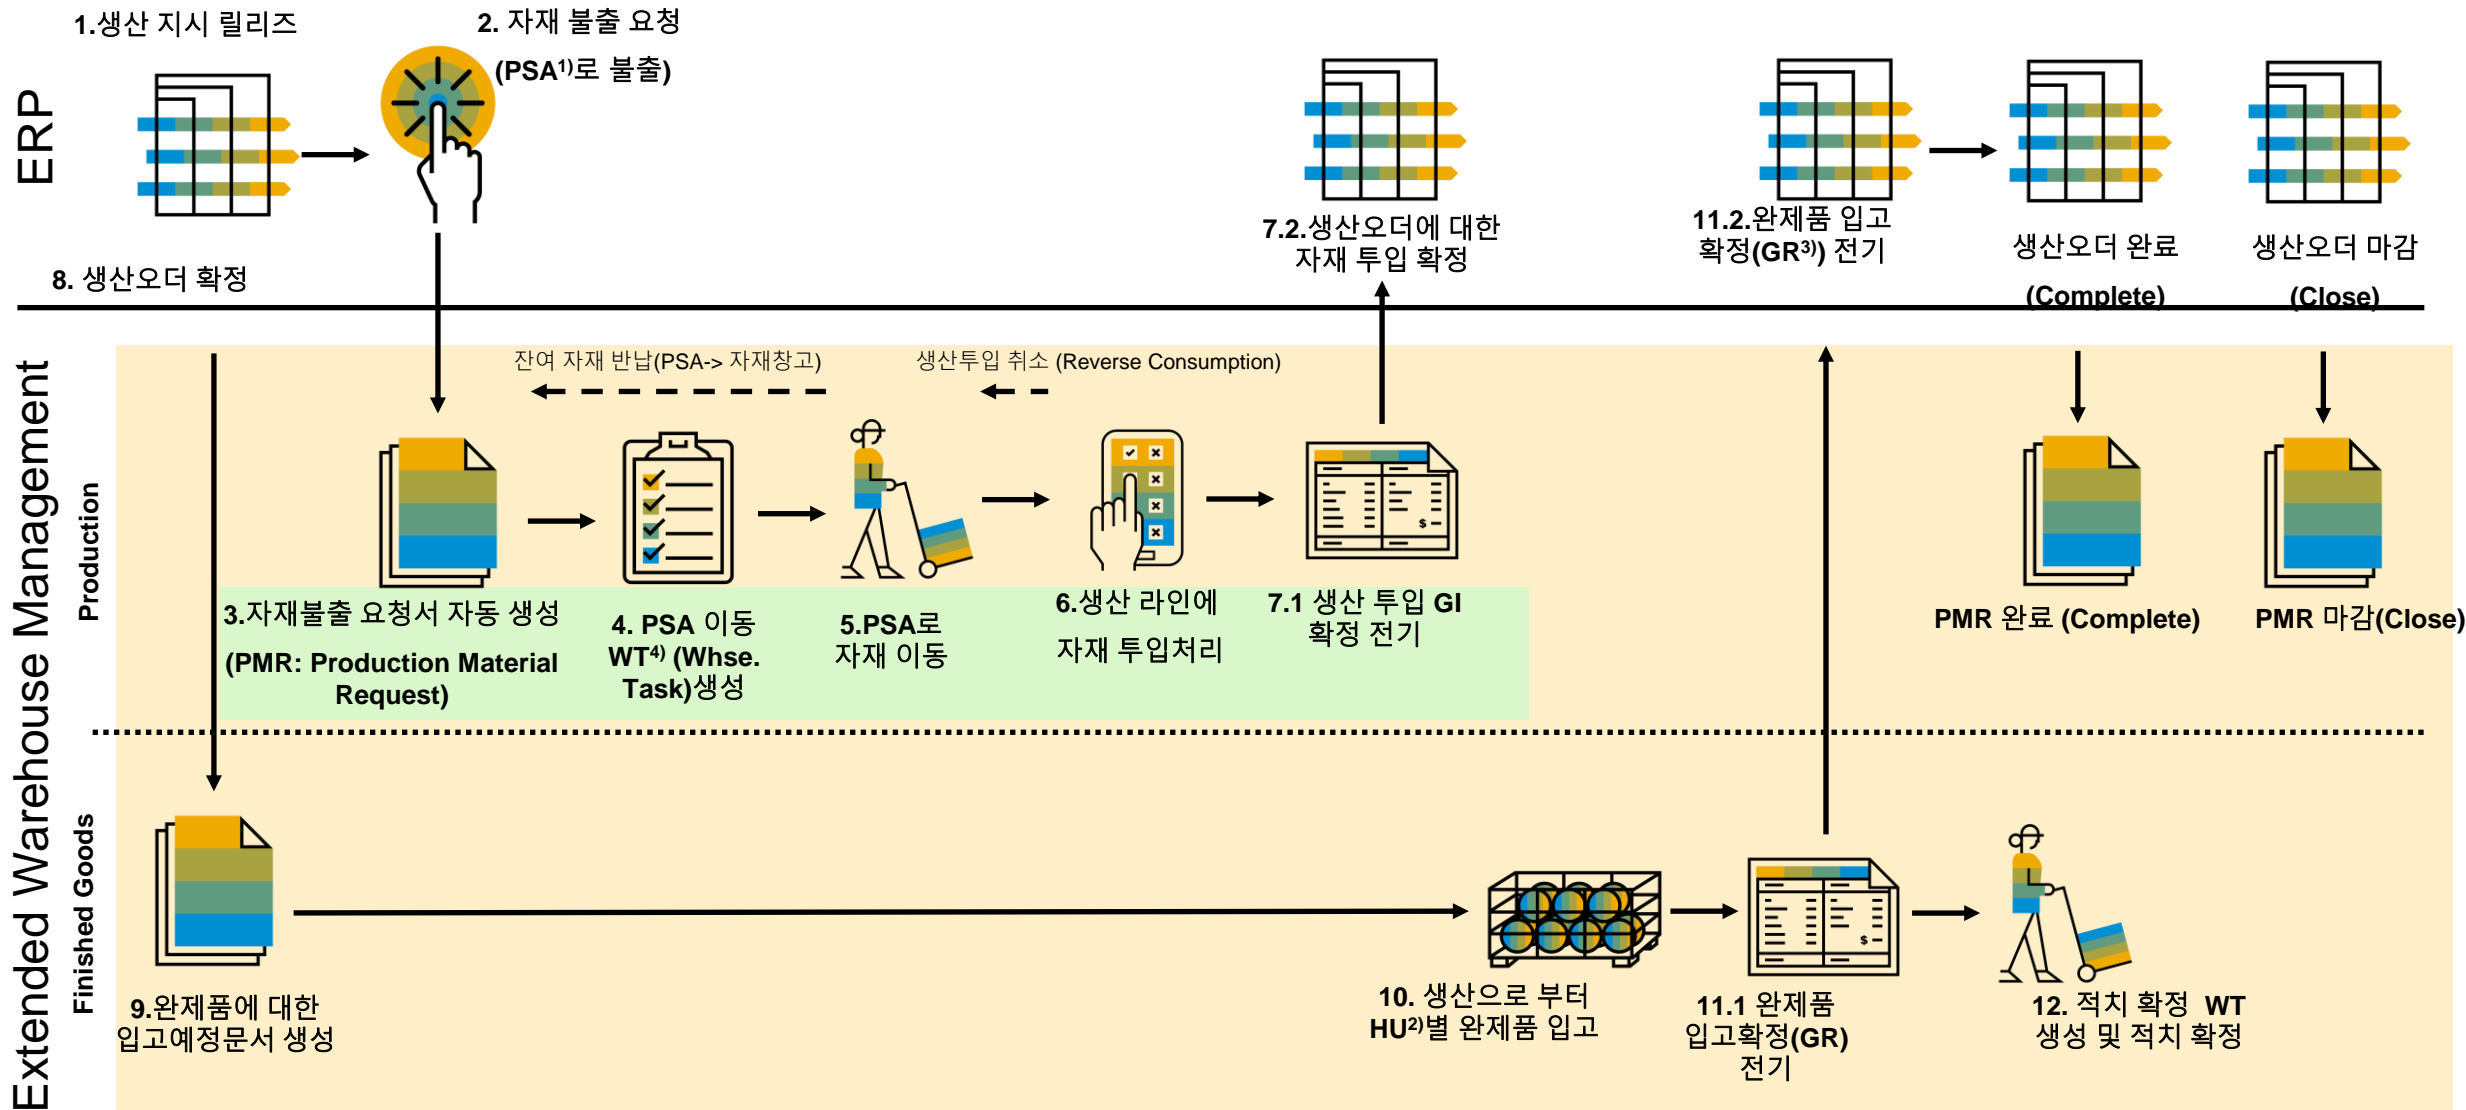 1.생산 지시 릴리즈
2. 자재 불출 요청
(PSA1)로 불출)
ERP
7.2.생산오더에 대한
자재 투입 확정
11.2.완제품 입고
확정(GR3)) 전기
생산오더 완료
(Complete)
생산오더 마감
(Close)
8. 생산오더 확정
Extended Warehouse Management
Production
잔여 자재 반납(PSA-> 자재창고)
생산투입 취소 (Reverse Consumption)
3.자재불출 요청서 자동 생성
(PMR: Production Material
Request)
4. PSA 이동
WT4) (Whse.
Task)생성
5.PSA로
자재 이동
6.생산 라인에
자재 투입처리
7.1 생산 투입 GI
확정 전기
$
PMR 완료 (Complete)
PMR 마감(Close)
Finished Goods
9.완제품에 대한
입고예정문서 생성
10. 생산으로 부터
HU2)별 완제품 입고
$
11.1 완제품
입고확정(GR)
전기
12. 적치 확정 WT
생성 및 적치 확정